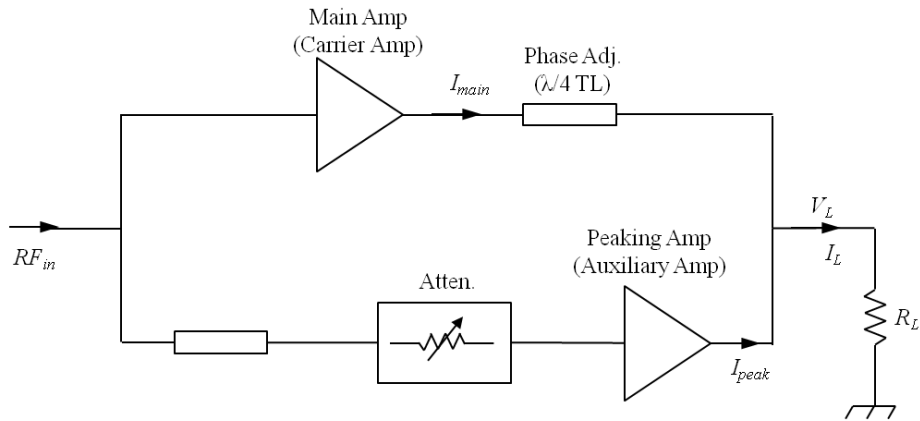 Main Amp
(Carrier Amp)
Phase Adj.
(λ/4 TL)
I_main
RF_in
V_L
I_L
Peaking Amp
(Auxiliary Amp)
Atten.
R_L
I_peak